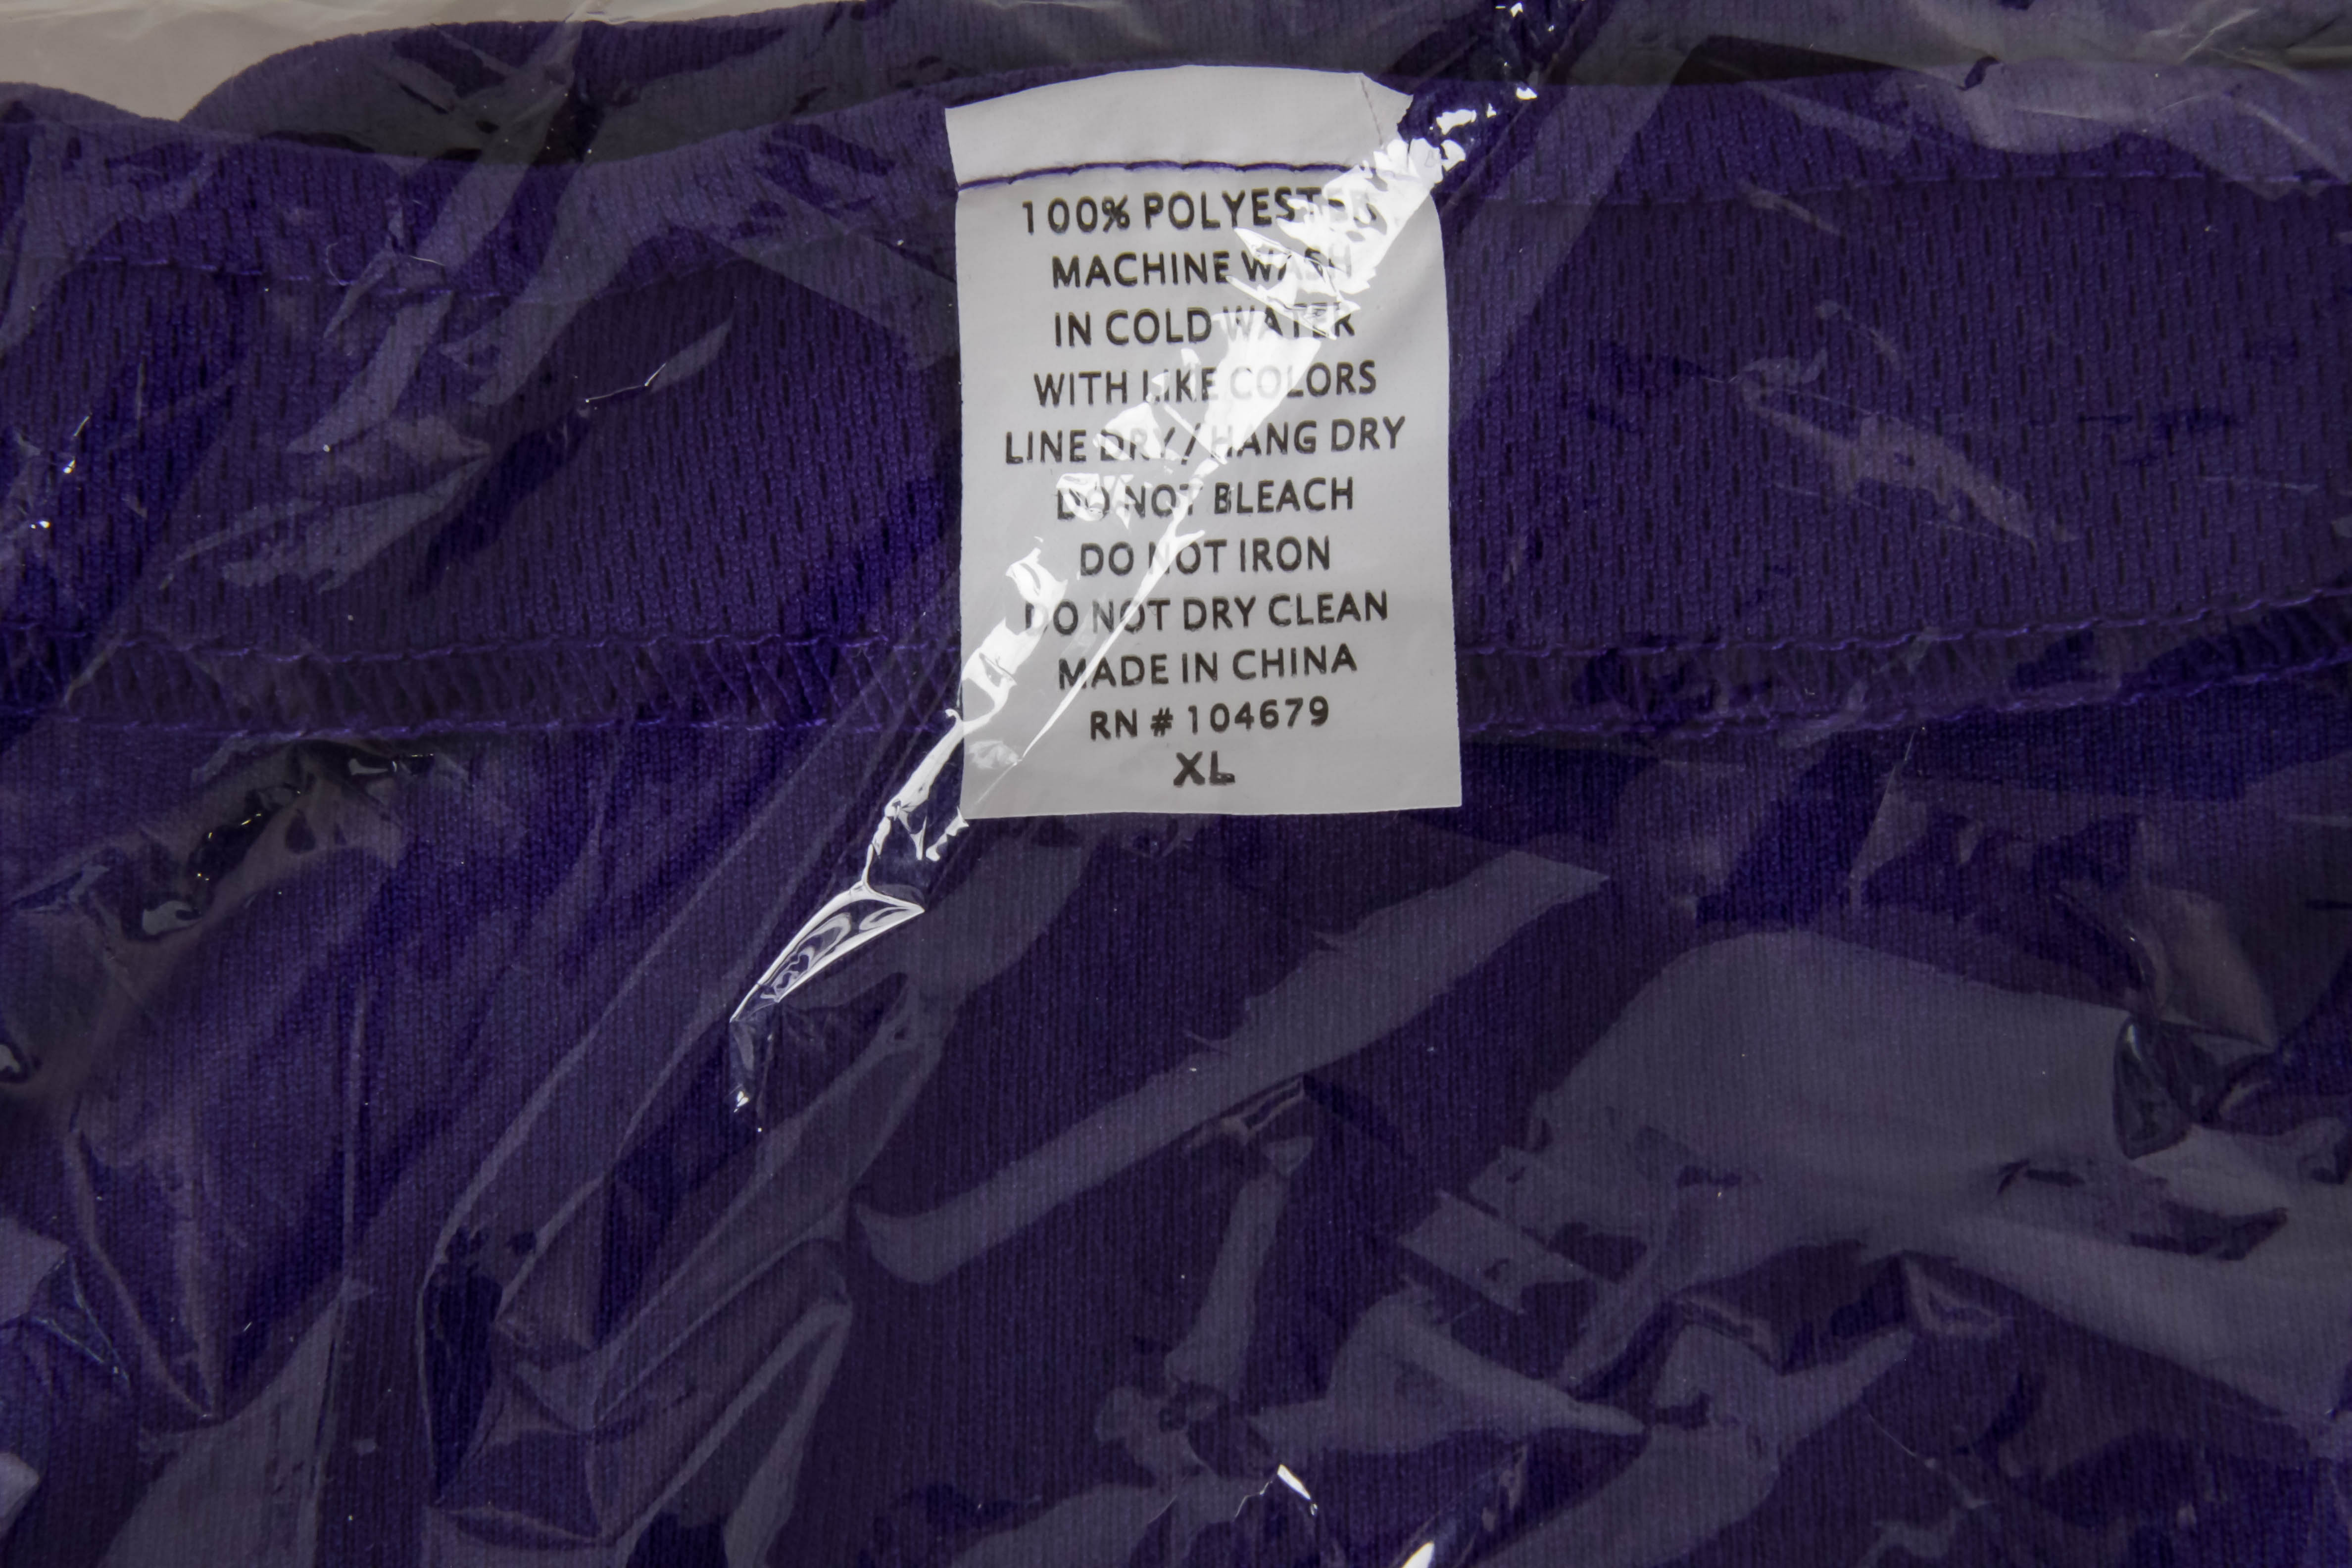 100% POLYESTER
MACHINE WASH
IN COLD WATER
WITH LIKE COLORS
LINE DRY / HANG DRY
DO NOT BLEACH
DO NOT IRON
DO NOT DRY CLEAN
MADE IN CHINA
RN # 104679
XL